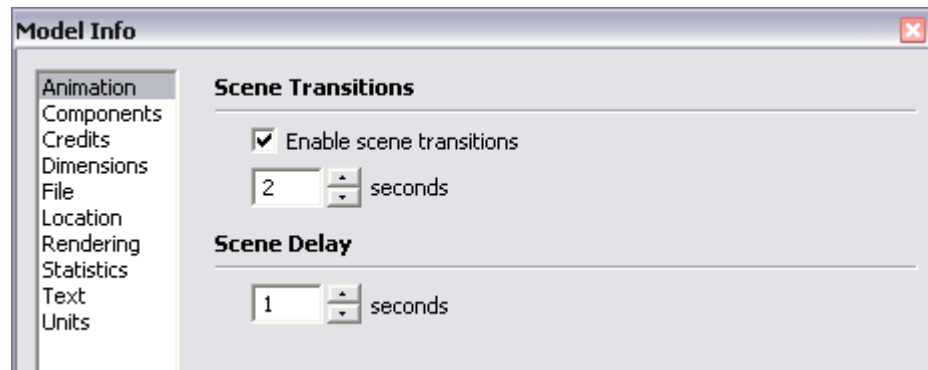 Model Info
Animation
Components
Credits
Dimensions
File
Location
Rendering
Statistics
Text
Units
Scene Transitions
Enable scene transitions
2 seconds
Scene Delay
1 seconds